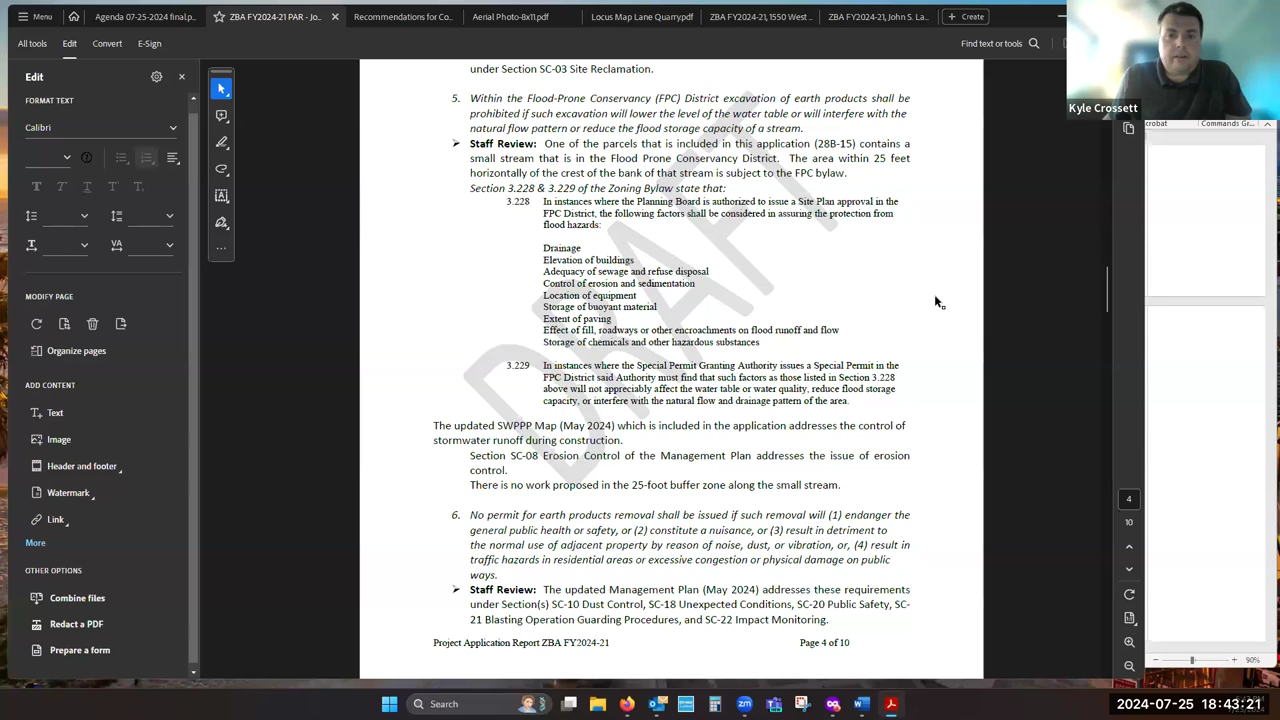 Menu
Agenda 07-25-2024 final.p...
ZBA FY2024-21 PAR - Jo...
Recommendations for Co...
Aerial Photo-8x11.pdf
Locus Map Lane Quarry.pdf
ZBA FY2024-21, 1550 West ...
ZBA FY2024-21, John S. La...
+ Create
All tools
Edit
Convert
E-Sign
Find text or tools
Kyle Crossett
Edit
FORMAT TEXT
Calibri
MODIFY PAGE
Organize pages
ADD CONTENT
Text
Image
Header and footer
Watermark
Link
More
OTHER OPTIONS
Combine files
Redact a PDF
Prepare a form
DRAFT
under Section SC-03 Site Reclamation.
5. Within the Flood-Prone Conservancy (FPC) District excavation of earth products shall be
prohibited if such excavation will lower the level of the water table or will interfere with the
natural flow pattern or reduce the flood storage capacity of a stream.
Staff Review: One of the parcels that is included in this application (28B-15) contains a
small stream that is in the Flood Prone Conservancy District. The area within 25 feet
horizontally of the crest of the bank of that stream is subject to the FPC bylaw.
Section 3.228 & 3.229 of the Zoning Bylaw state that:
3.228 In instances where the Planning Board is authorized to issue a Site Plan approval in the
FPC District, the following factors shall be considered in assuring the protection from
flood hazards:
Drainage
Elevation of buildings
Adequacy of sewage and refuse disposal
Control of erosion and sedimentation
Location of equipment
Storage of buoyant material
Extent of paving
Effect of fill, roadways or other encroachments on flood runoff and flow
Storage of chemicals and other hazardous substances
3.229 In instances where the Special Permit Granting Authority issues a Special Permit in the
FPC District said Authority must find that such factors as those listed in Section 3.228
above will not appreciably affect the water table or water quality, reduce flood storage
capacity, or interfere with the natural flow and drainage pattern of the area.
The updated SWPPP Map (May 2024) which is included in the application addresses the control of
stormwater runoff during construction.
Section SC-08 Erosion Control of the Management Plan addresses the issue of erosion
control.
There is no work proposed in the 25-foot buffer zone along the small stream.
6. No permit for earth products removal shall be issued if such removal will (1) endanger the
general public health or safety, or (2) constitute a nuisance, or (3) result in detriment to
the normal use of adjacent property by reason of noise, dust, or vibration, or, (4) result in
traffic hazards in residential areas or excessive congestion or physical damage on public
ways.
Staff Review: The updated Management Plan (May 2024) addresses these requirements
under Section(s) SC-10 Dust Control, SC-18 Unexpected Conditions, SC-20 Public Safety, SC-
21 Blasting Operation Guarding Procedures, and SC-22 Impact Monitoring.
Project Application Report ZBA FY2024-21 Page 4 of 10
crobat
Commands Gr...
4
10
90%
Search
2024-07-25 18:43:21